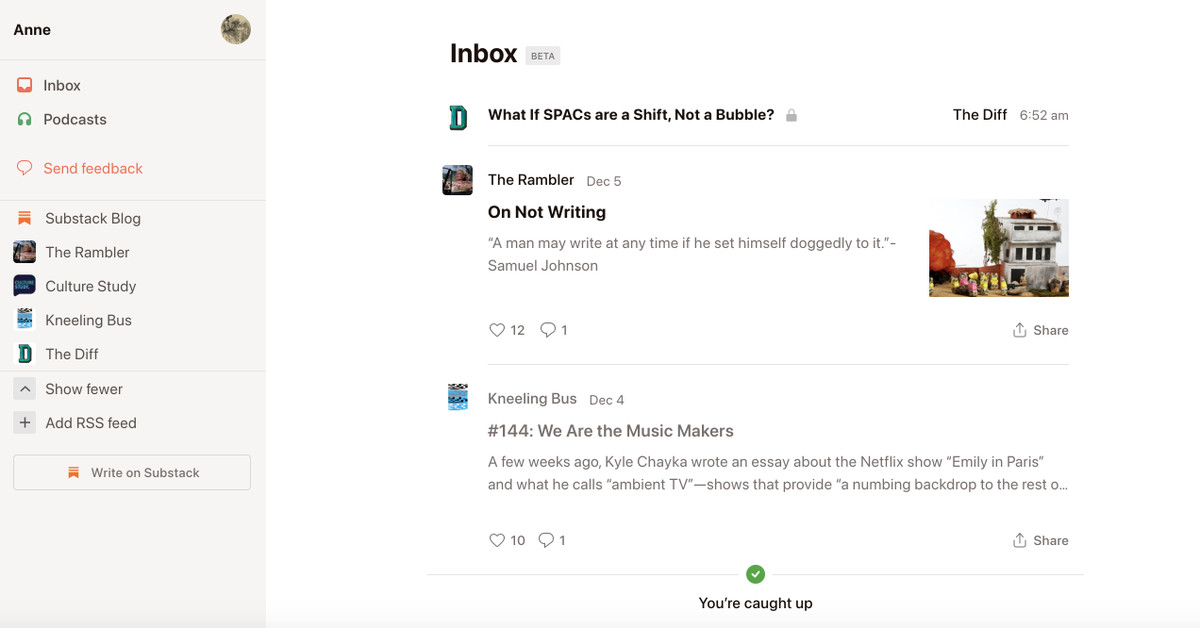 Anne
Inbox
Podcasts
Send feedback
Substack Blog
The Rambler
CULTURE STUDY.
Culture Study
Kneeling Bus
D
The Diff
Show fewer
Add RSS feed
Write on Substack
Inbox BETA
D What If SPACs are a Shift, Not a Bubble? The Diff 6:52 am
The Rambler Dec 5
On Not Writing
“A man may write at any time if he set himself doggedly to it.”-
Samuel Johnson
12 1 Share
Kneeling Bus Dec 4
#144: We Are the Music Makers
A few weeks ago, Kyle Chayka wrote an essay about the Netflix show “Emily in Paris”
and what he calls “ambient TV”—shows that provide “a numbing backdrop to the rest o...
10 1 Share
You’re caught up